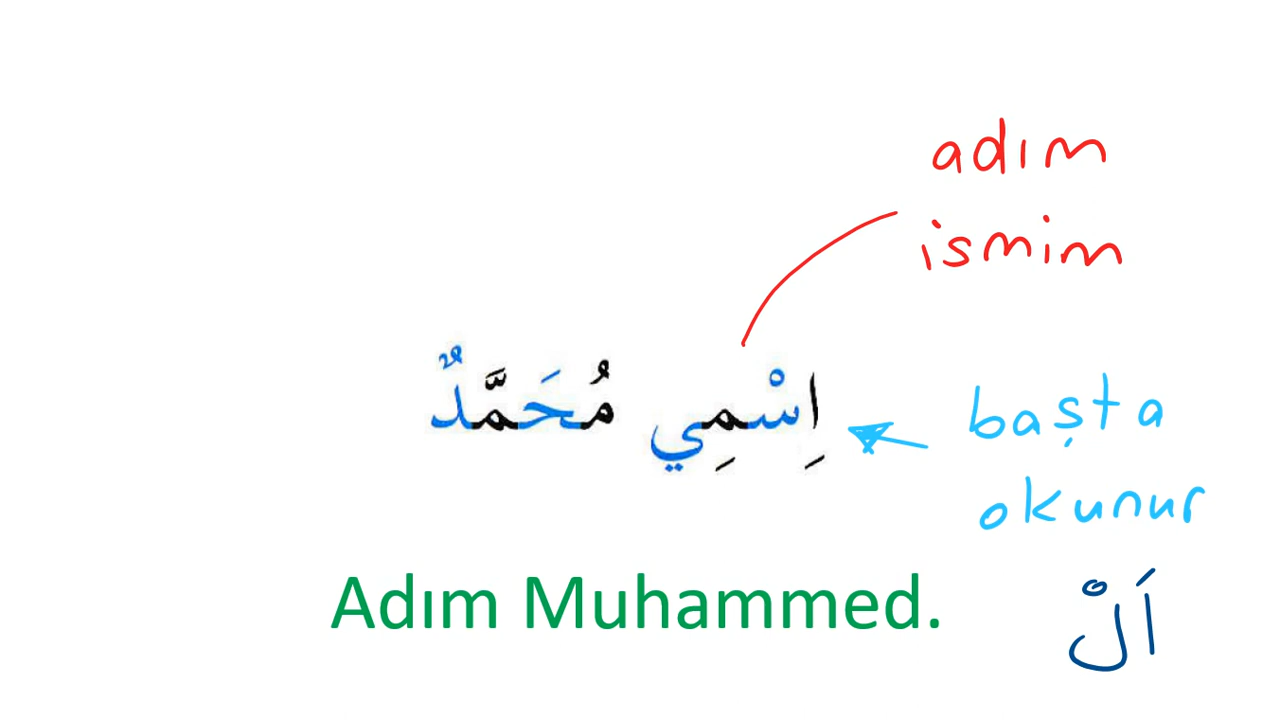 adım
ismim
اِسْمِي مُحَمَّدٌ
başta
okunur
Adım Muhammed.
اَلْ